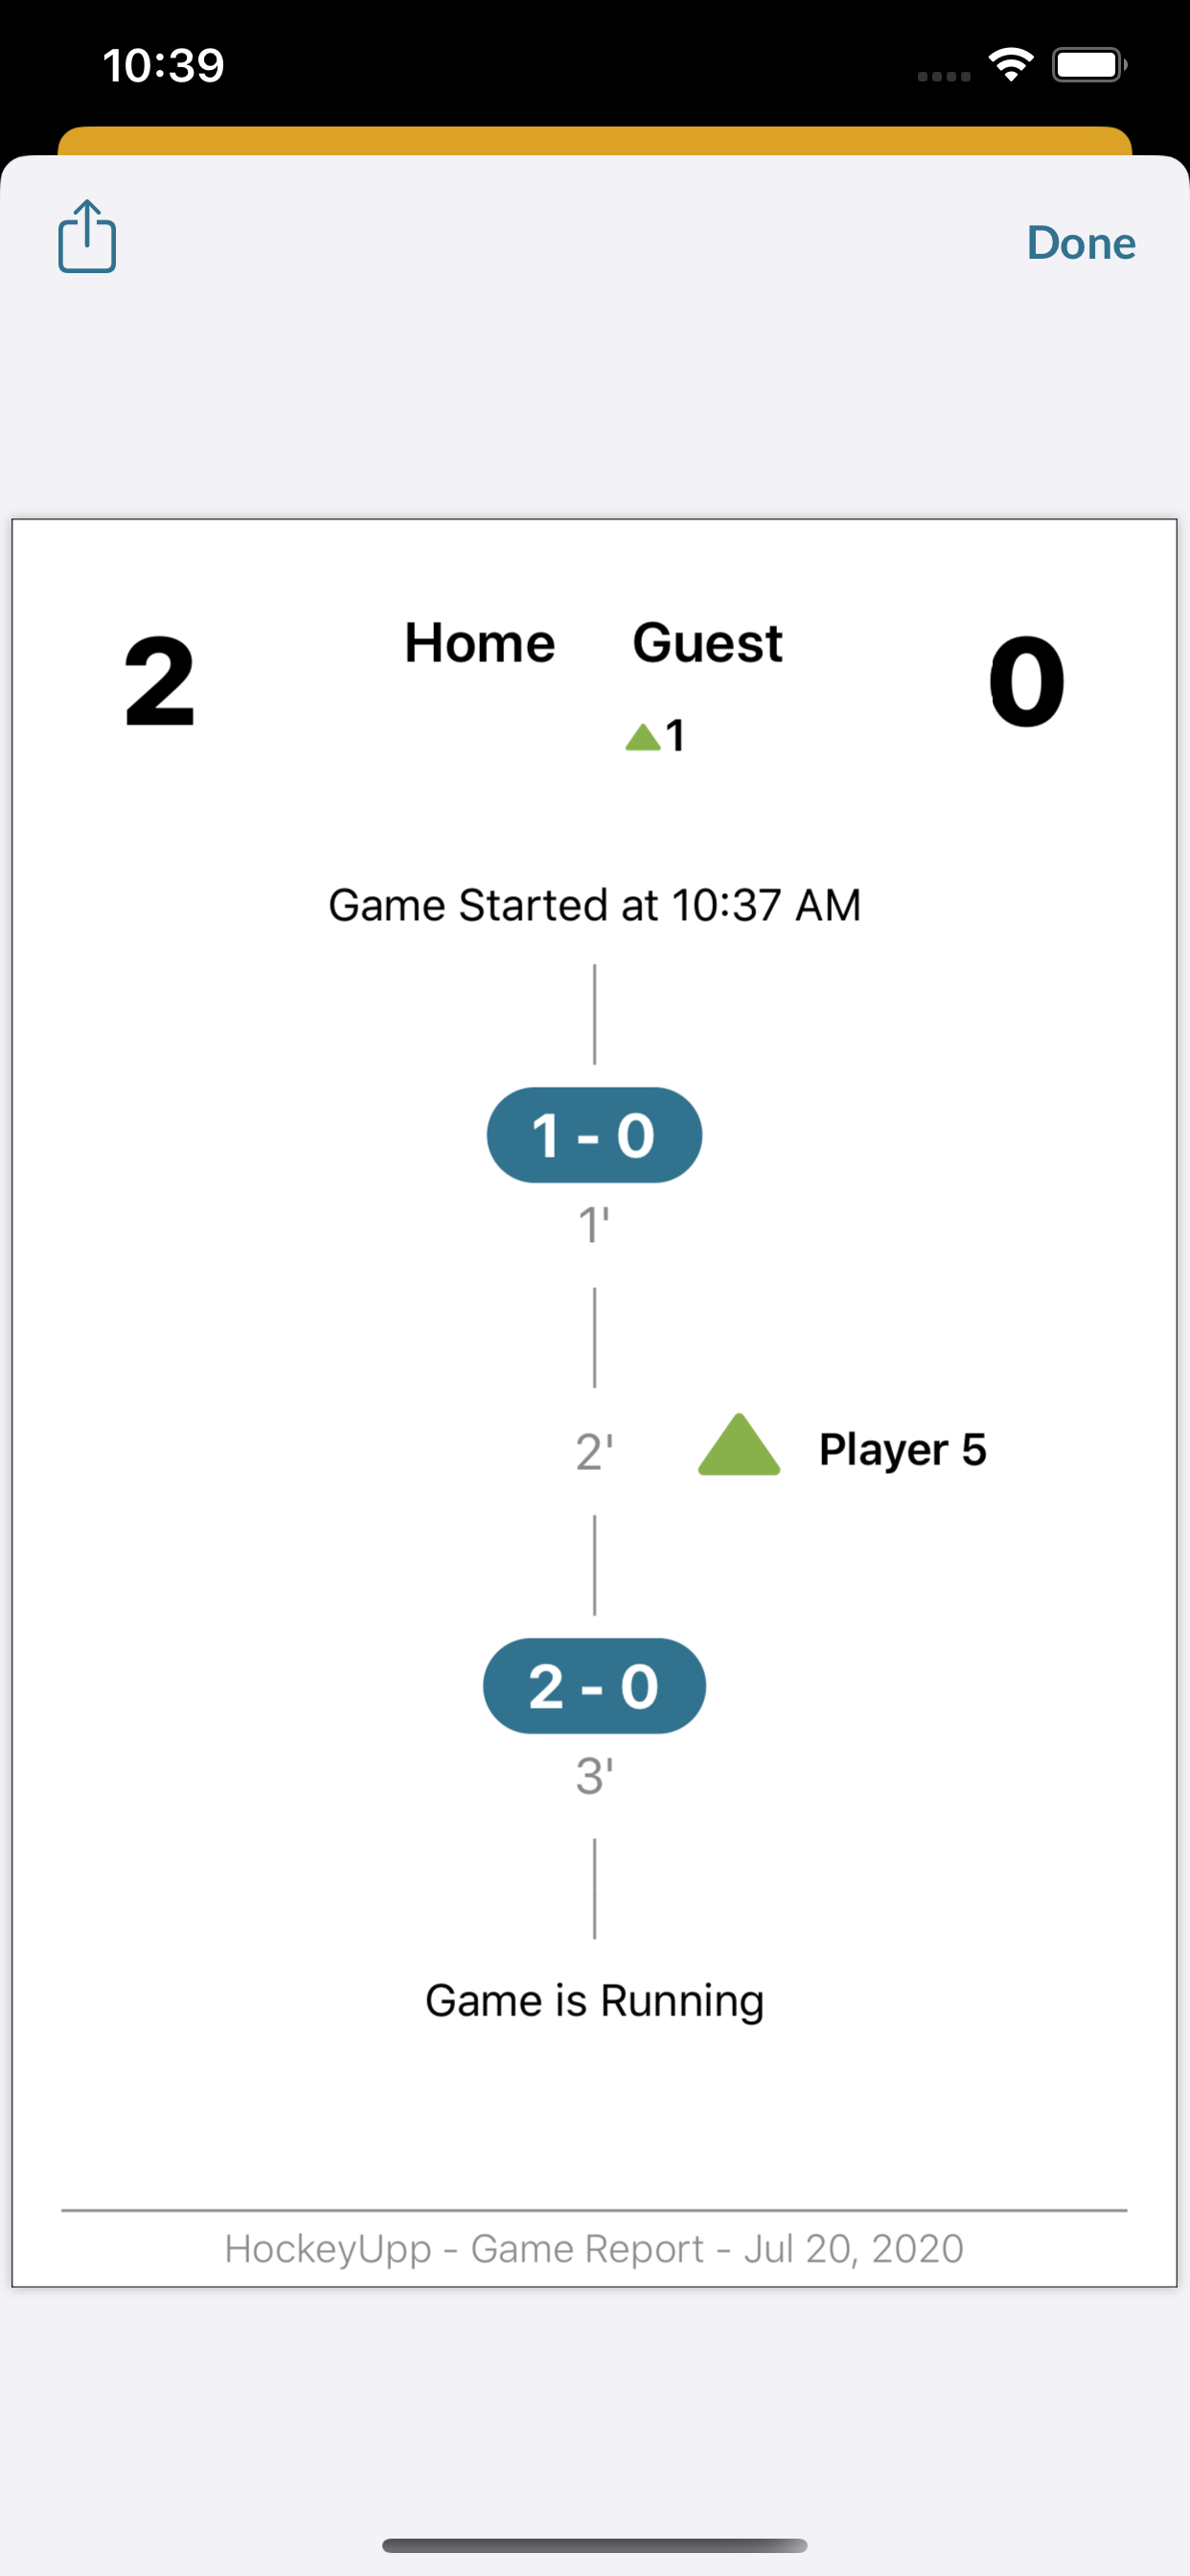 10:39
Done
2 Home Guest 0
1
Game Started at 10:37 AM
1 - 0
1'
2' Player 5
2 - 0
3'
Game is Running
HockeyUpp - Game Report - Jul 20, 2020